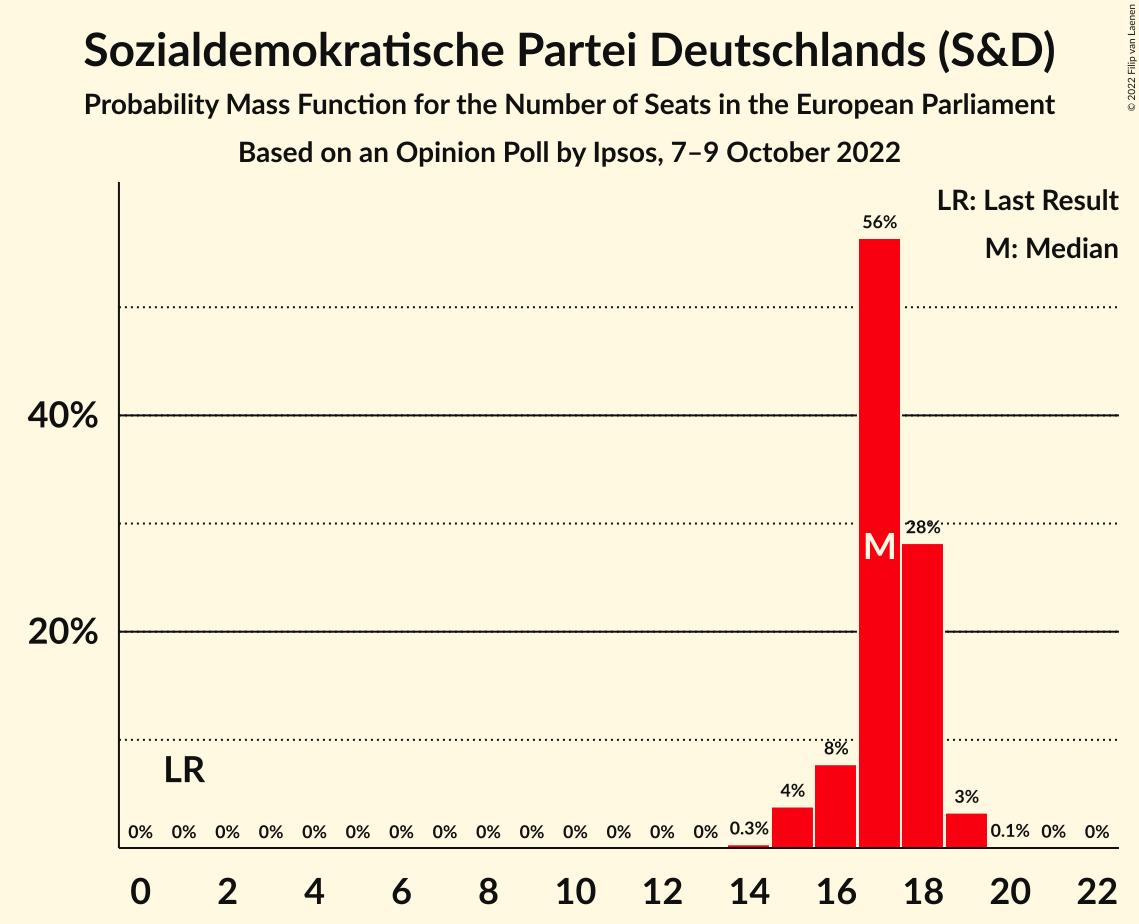 Sozialdemokratische Partei Deutschlands (S&D)
Probability Mass Function for the Number of Seats in the European Parliament
Based on an Opinion Poll by Ipsos, 7–9 October 2022
© 2022 Filip van Laenen
LR: Last Result
M: Median
56%
40%
28%
M
20%
8%
LR
4%
3%
0% 0% 0% 0% 0% 0% 0% 0% 0% 0% 0% 0% 0% 0% 0.3% 0.1% 0% 0%
0 2 4 6 8 10 12 14 16 18 20 22